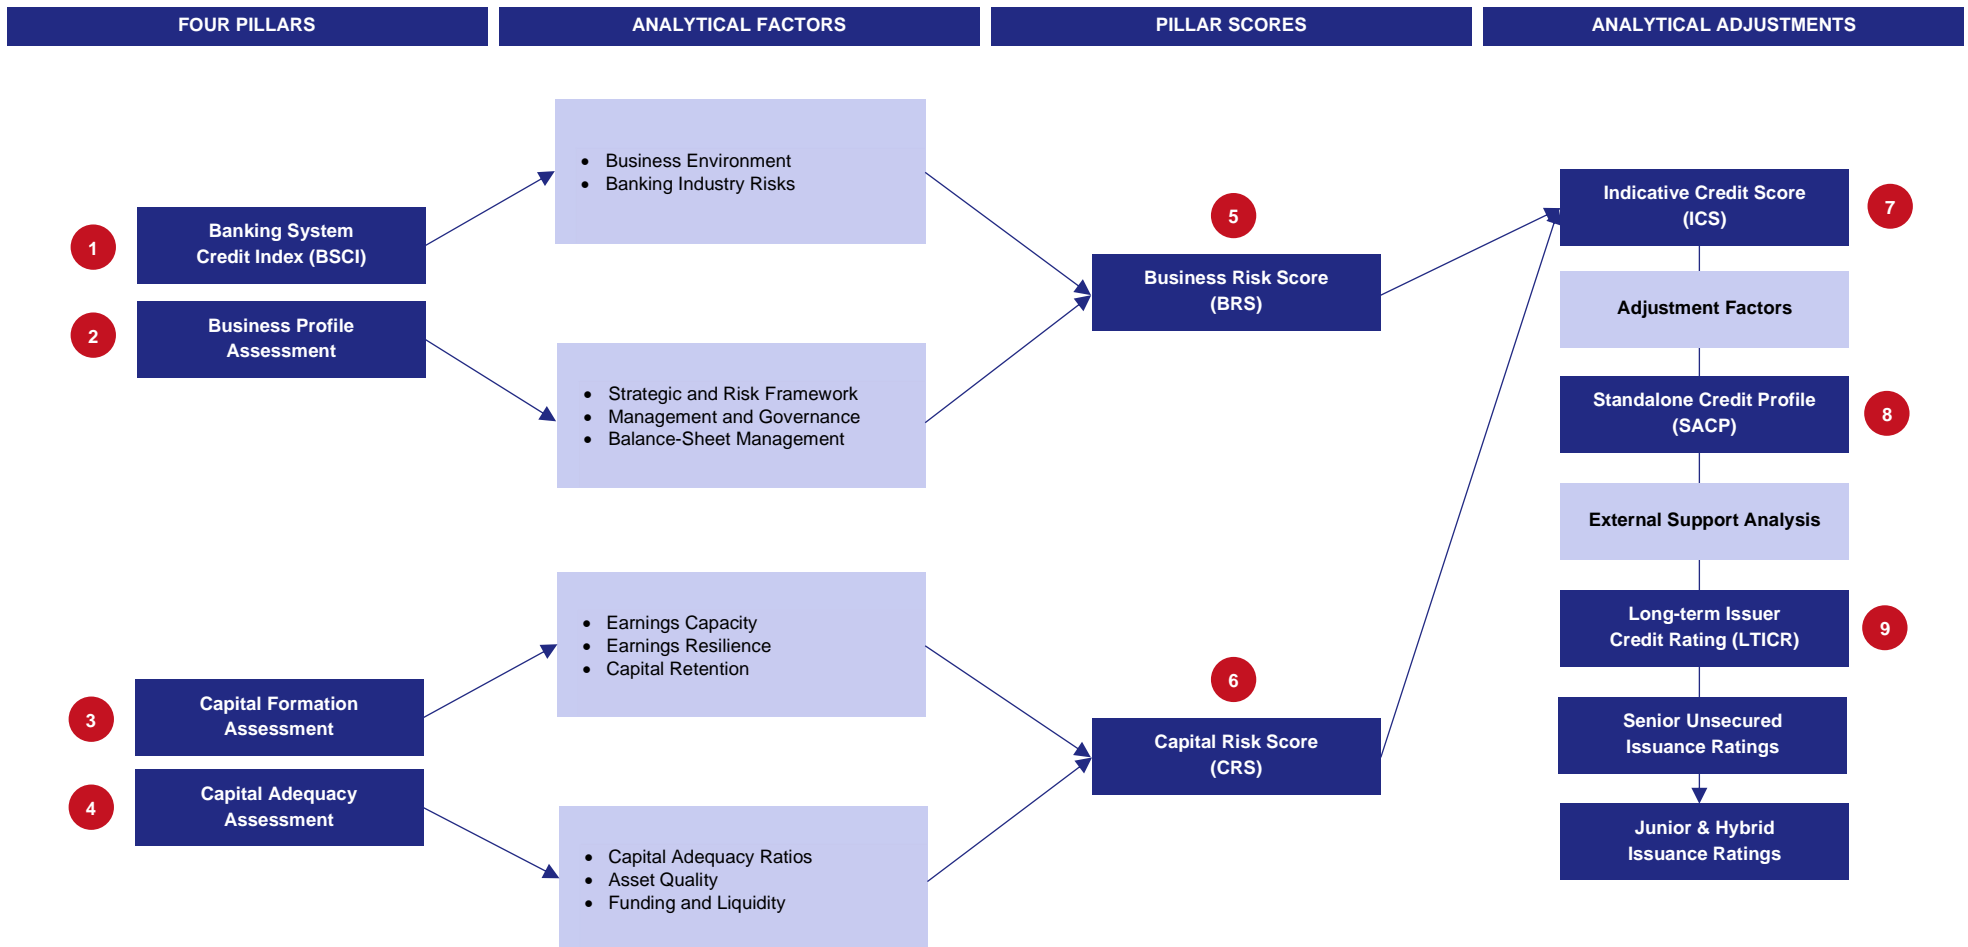 FOUR PILLARS
ANALYTICAL FACTORS
PILLAR SCORES
ANALYTICAL ADJUSTMENTS
1
Banking System
Credit Index (BSCI)
2
Business Profile
Assessment
3
Capital Formation
Assessment
4
Capital Adequacy
Assessment
• Business Environment
• Banking Industry Risks
• Strategic and Risk Framework
• Management and Governance
• Balance-Sheet Management
• Earnings Capacity
• Earnings Resilience
• Capital Retention
• Capital Adequacy Ratios
• Asset Quality
• Funding and Liquidity
5
Business Risk Score
(BRS)
6
Capital Risk Score
(CRS)
Indicative Credit Score
(ICS)
7
Adjustment Factors
Standalone Credit Profile
(SACP)
8
External Support Analysis
Long-term Issuer
Credit Rating (LTICR)
9
Senior Unsecured
Issuance Ratings
Junior & Hybrid
Issuance Ratings